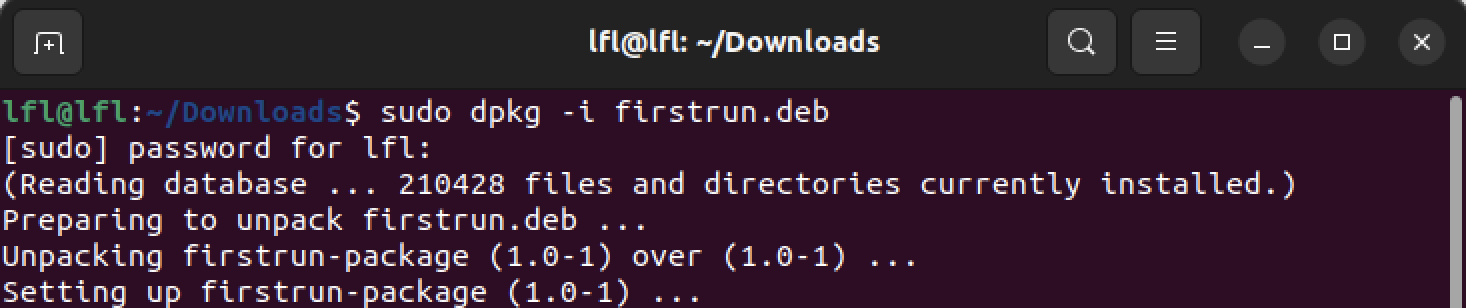 lfl@lfl: ~/Downloads
lfl@lfl:~/Downloads$ sudo dpkg -i firstrun.deb
[sudo] password for lfl:
(Reading database ... 210428 files and directories currently installed.)
Preparing to unpack firstrun.deb ...
Unpacking firstrun-package (1.0-1) over (1.0-1) ...
Setting up firstrun-package (1.0-1) ...